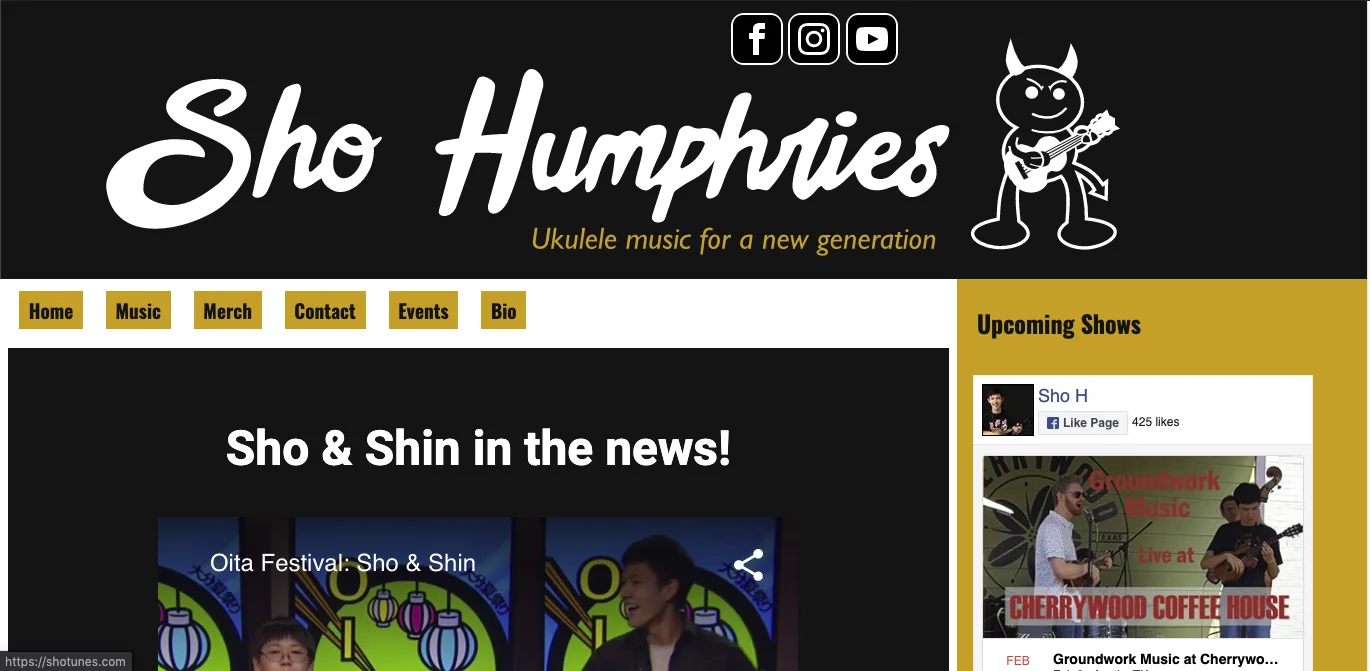 Sho Humphries
Ukulele music for a new generation
Home
Music
Merch
Contact
Events
Bio
Upcoming Shows
Sho & Shin in the news!
Oita Festival: Sho & Shin
Sho H
Like Page
425 likes
Groundwork
Music
Live at
CHERRYWOOD COFFEE HOUSE
TEXAS
FEB
Groundwork Music at Cherrywo...
https://shotunes.com